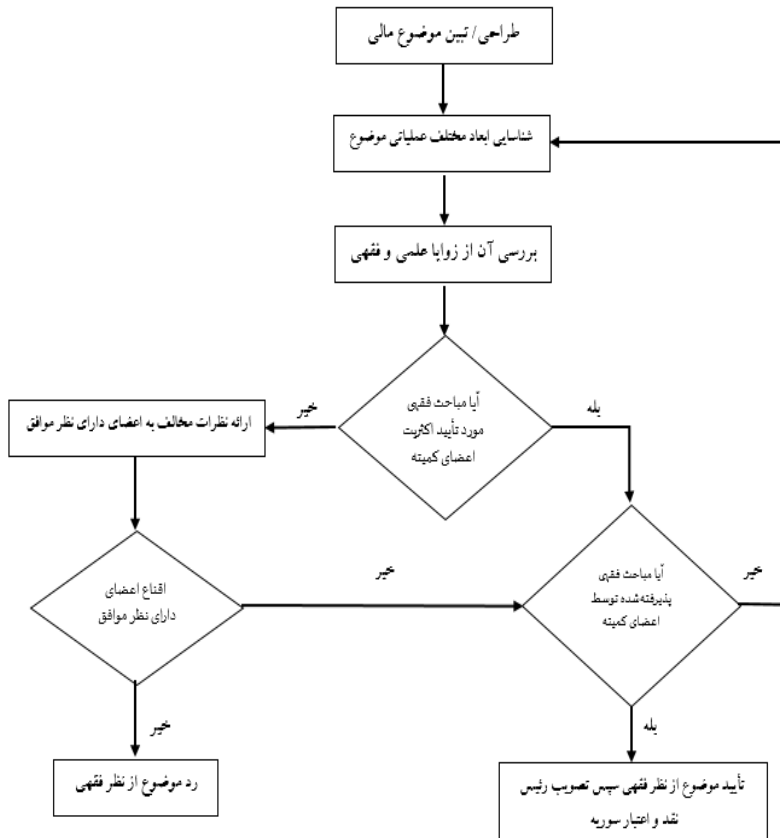 طراحی/ تبین موضوع مالی
شناسایی ابعاد مختلف عملیاتی موضوع
بررسی آن از زوایا علمی و فقهی
آیا مباحث فقهی
مورد تأیید اکثریت
اعضای کمیته
خیر
بله
ارائه نظرات مخالف به اعضای دارای نظر موافق
اقناع اعضای
دارای نظر موافق
خیر
آیا مباحث فقهی
پذیرفته‌شده توسط
اعضای کمیته
خیر
خیر
بله
رد موضوع از نظر فقهی
تأیید موضوع از نظر فقهی سپس تصویب رئیس
نقد و اعتبار سوریه